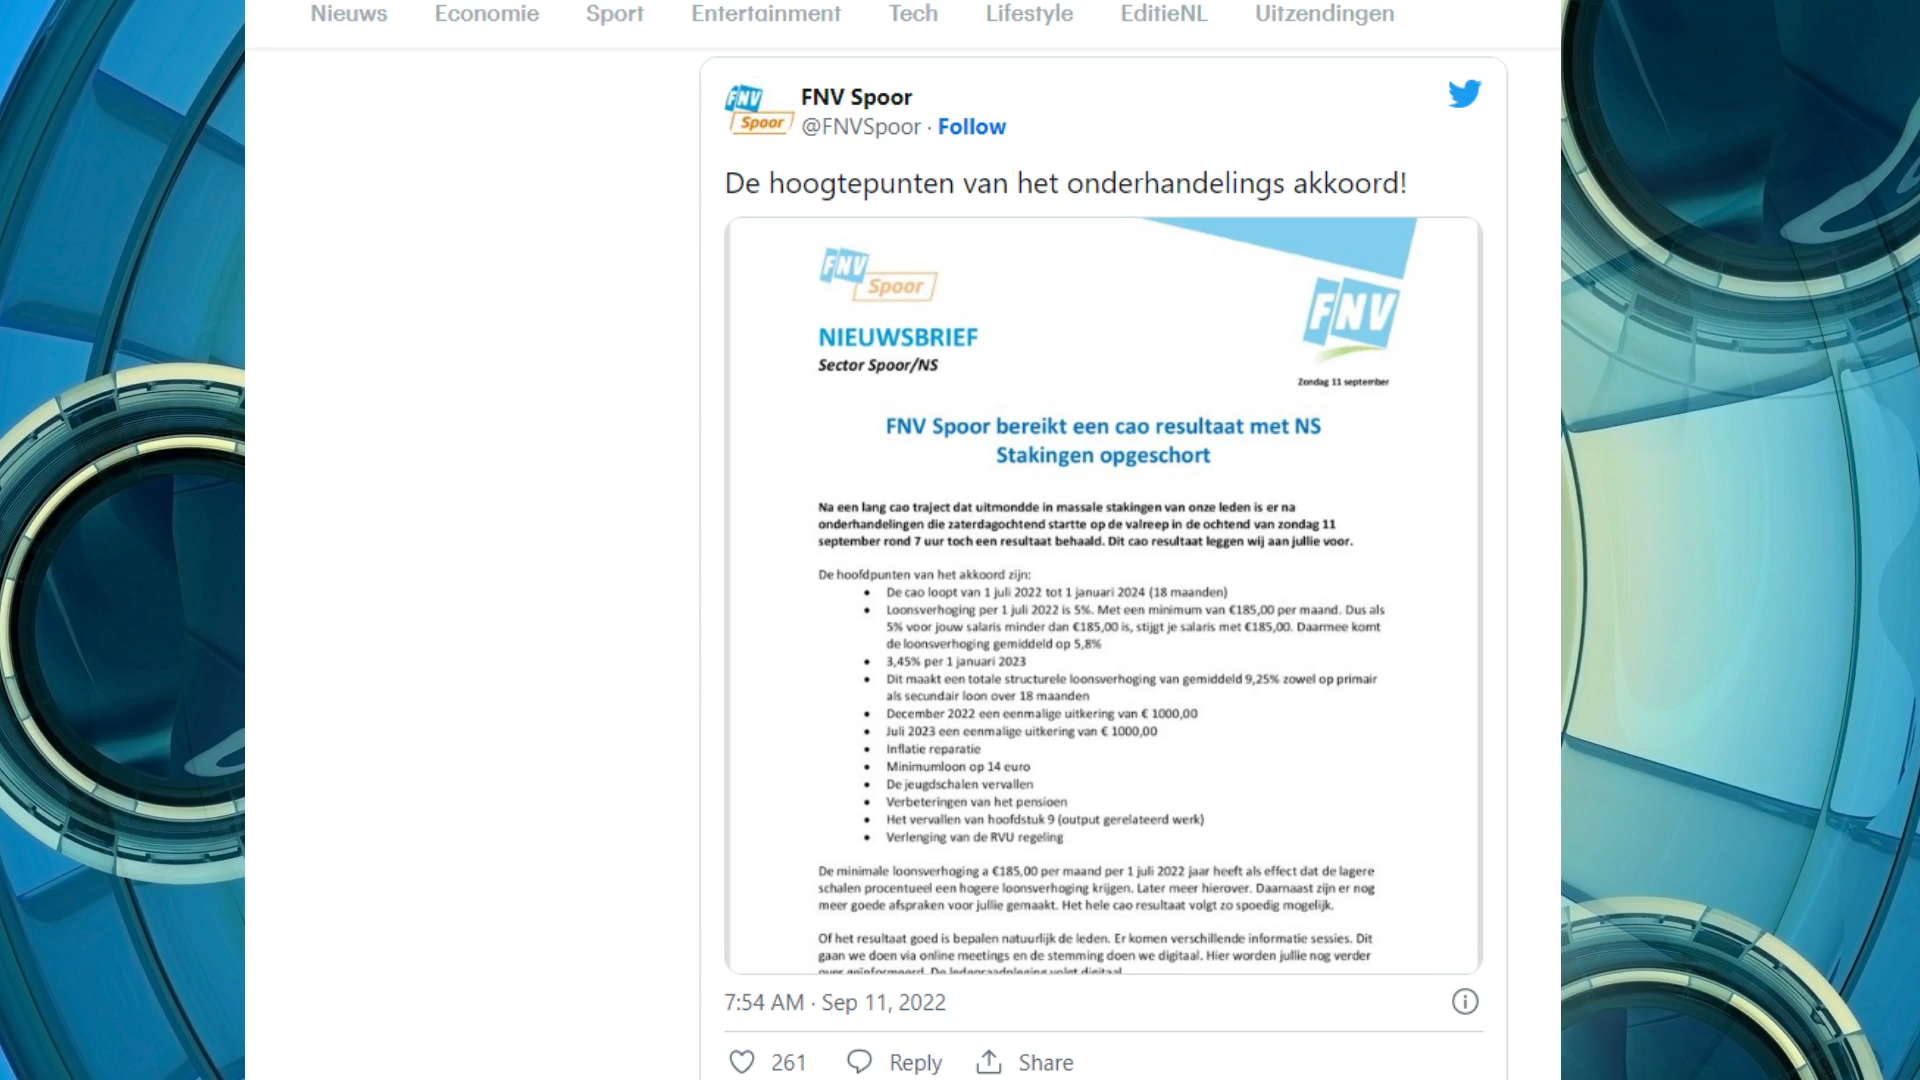 Nieuws Economie Sport Entertainment Tech Lifestyle EditieNL Uitzendingen
FNV
Spoor
FNV Spoor
@FNVSpoor · Follow
De hoogtepunten van het onderhandelings akkoord!
FNV
Spoor
FNV
NIEUWSBRIEF
Sector Spoor/NS
Zondag 11 september
FNV Spoor bereikt een cao resultaat met NS
Stakingen opgeschort
Na een lang cao traject dat uitmondde in massale stakingen van onze leden is er na
onderhandelingen die zaterdagochtend startte op de valreep in de ochtend van zondag 11
september rond 7 uur toch een resultaat behaald. Dit cao resultaat leggen wij aan jullie voor.
De hoofdpunten van het akkoord zijn:
• De cao loopt van 1 juli 2022 tot 1 januari 2024 (18 maanden)
• Loonsverhoging per 1 juli 2022 is 5%. Met een minimum van €185,00 per maand. Dus als
5% voor jouw salaris minder dan €185,00 is, stijgt je salaris met €185,00. Daarmee komt
de loonsverhoging gemiddeld op 5,8%
• 3,45% per 1 januari 2023
• Dit maakt een totale structurele loonsverhoging van gemiddeld 9,25% zowel op primair
als secundair loon over 18 maanden
• December 2022 een eenmalige uitkering van € 1000,00
• Juli 2023 een eenmalige uitkering van € 1000,00
• Inflatie reparatie
• Minimumloon op 14 euro
• De jeugdschalen vervallen
• Verbeteringen van het pensioen
• Het vervallen van hoofdstuk 9 (output gerelateerd werk)
• Verlenging van de RVU regeling
De minimale loonsverhoging a €185,00 per maand per 1 juli 2022 jaar heeft als effect dat de lagere
schalen procentueel een hogere loonsverhoging krijgen. Later meer hierover. Daarnaast zijn er nog
meer goede afspraken voor jullie gemaakt. Het hele cao resultaat volgt zo spoedig mogelijk.
Of het resultaat goed is bepalen natuurlijk de leden. Er komen verschillende informatie sessies. Dit
gaan we doen via online meetings en de stemming doen we digitaal. Hier worden jullie nog verder
over geïnformeerd. De ledenraadpleging volgt digitaal
7:54 AM · Sep 11, 2022
261 Reply Share